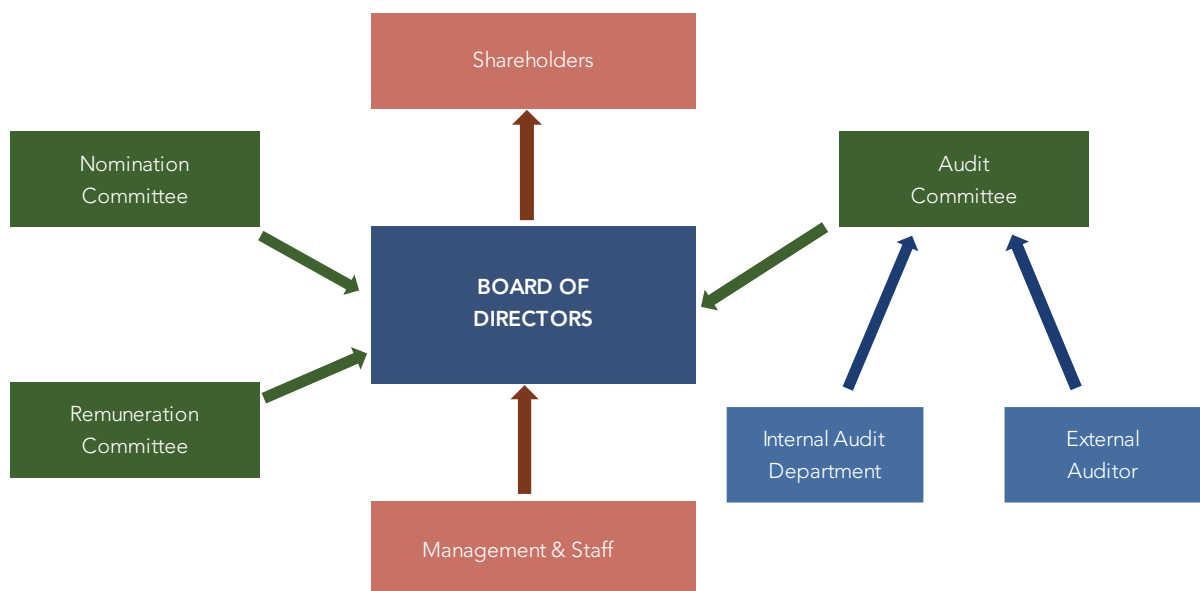 Shareholders
Nomination
Committee
Audit
Committee
BOARD OF
DIRECTORS
Remuneration
Committee
Internal Audit
Department
External
Auditor
Management & Staff